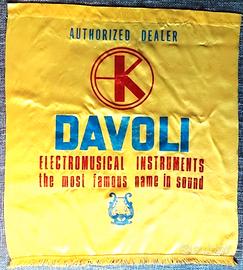 AUTHORIZED DEALER
K
DAVOLI
ELECTROMUSICAL INSTRUMENTS
the most famous name in sound